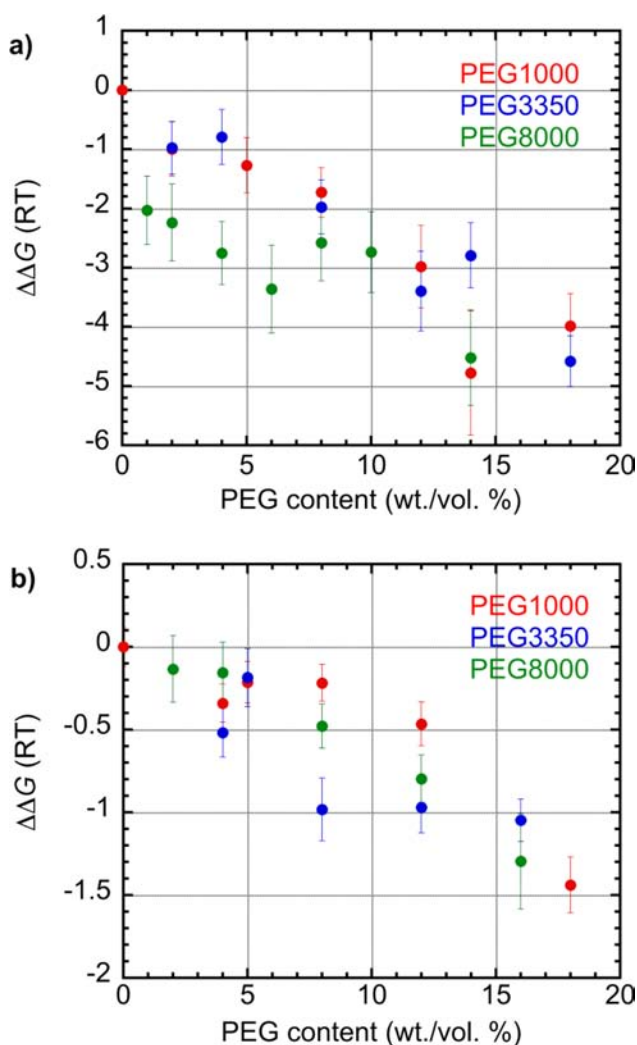 a)
0
-1
-2
-3
-4
-5
-6
ΔΔG (RT)
PEG1000
PEG3350
PEG8000
0 5 10 15 20
PEG content (wt./vol. %)
b)
0.5
0
-0.5
-1
-1.5
-2
ΔΔG (RT)
PEG1000
PEG3350
PEG8000
0 5 10 15 20
PEG content (wt./vol. %)